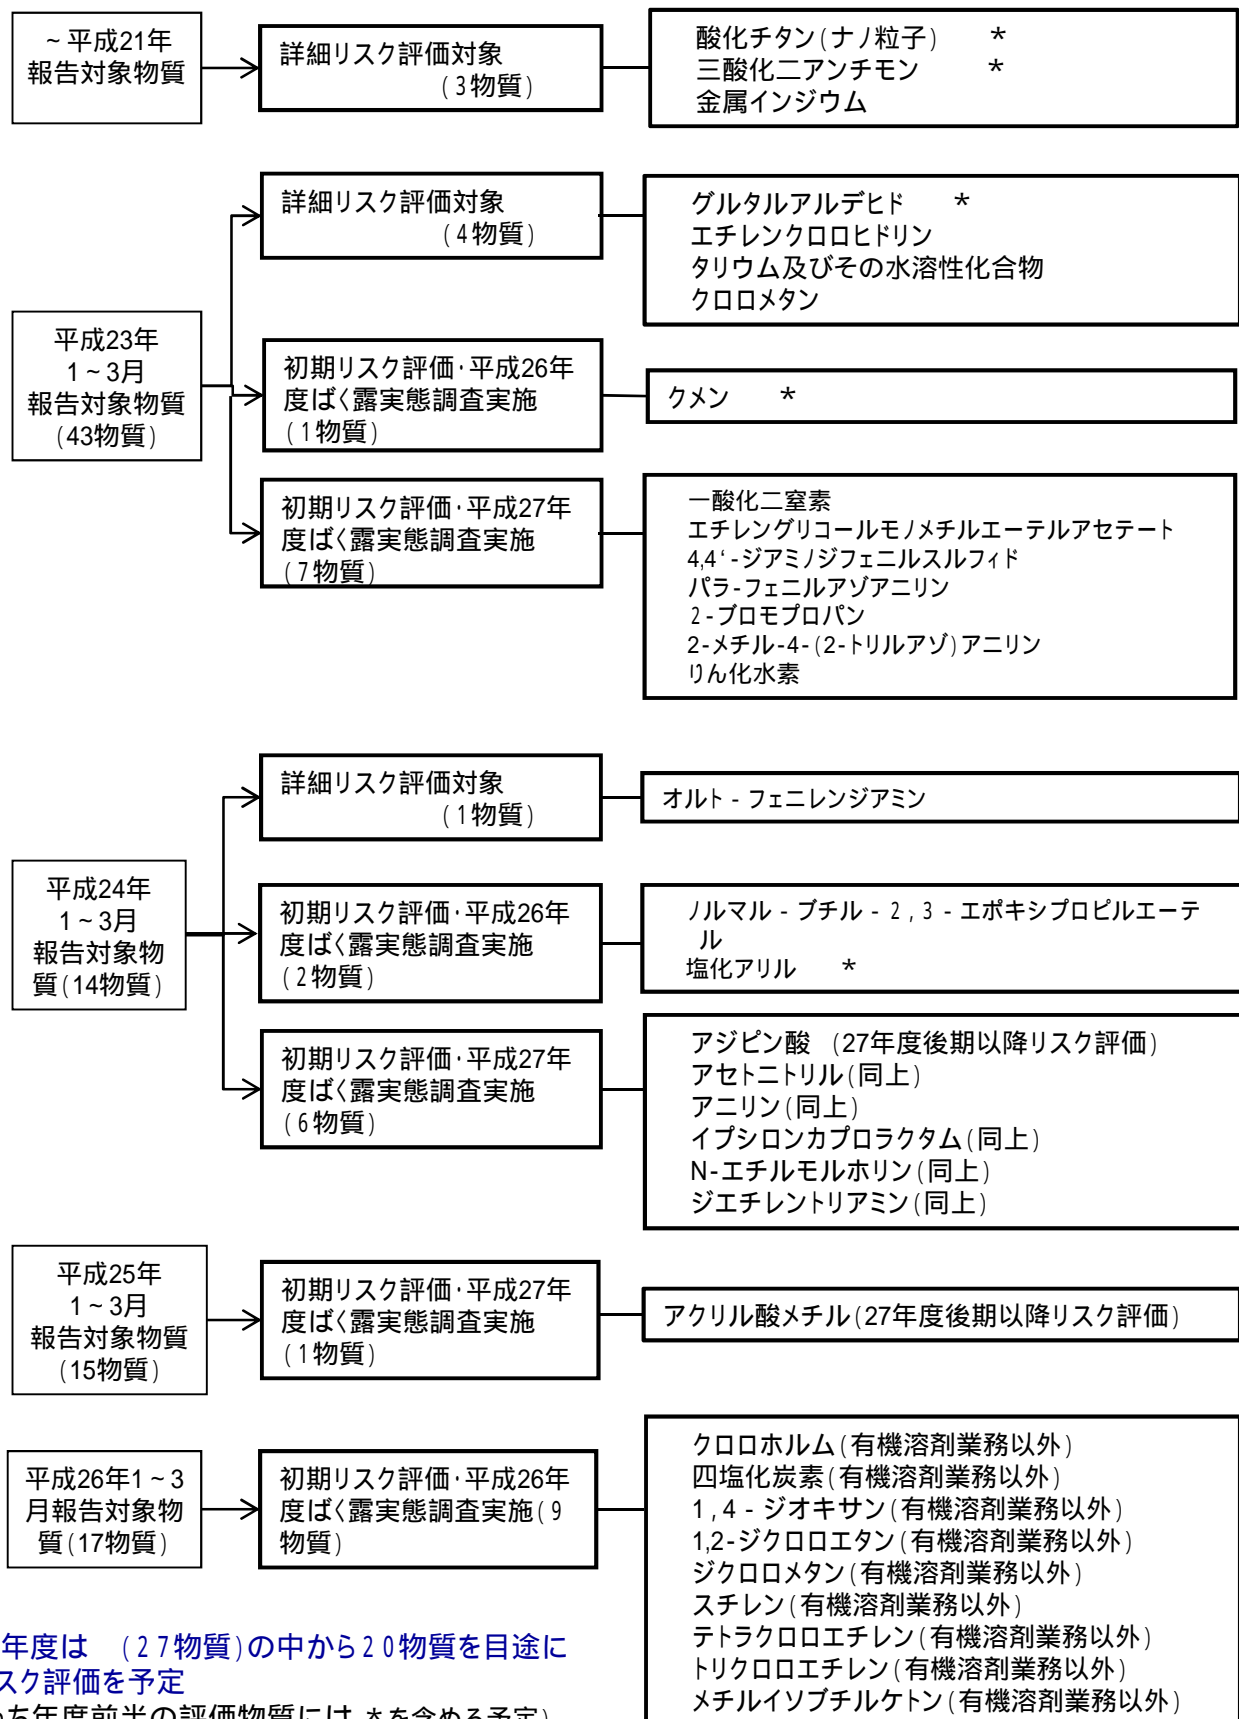 ～平成21年
報告対象物質
詳細リスク評価対象
(3物質)
酸化チタン(ナノ粒子) *
三酸化二アンチモン *
金属インジウム
平成23年
1～3月
報告対象物質
(43物質)
詳細リスク評価対象
(4物質)
グルタルアルデヒド *
エチレンクロロヒドリン
タリウム及びその水溶性化合物
クロロメタン
初期リスク評価・平成26年
度ばく露実態調査実施
(1物質)
クメン *
初期リスク評価・平成27年
度ばく露実態調査実施
(7物質)
一酸化二窒素
エチレングリコールモノメチルエーテルアセテート
4,4‘-ジアミノジフェニルスルフィド
パラ-フェニルアゾアニリン
2-ブロモプロパン
2-メチル-4-(2-トリルアゾ)アニリン
りん化水素
平成24年
1～3月
報告対象物
質(14物質)
詳細リスク評価対象
(1物質)
オルト-フェニレンジアミン
初期リスク評価・平成26年
度ばく露実態調査実施
(2物質)
ノルマル-ブチル-2,3-エポキシプロピルエーテ
ル
塩化アリル *
初期リスク評価・平成27年
度ばく露実態調査実施
(6物質)
アジピン酸 (27年度後期以降リスク評価)
アセトニトリル(同上)
アニリン(同上)
イプシロンカプロラクタム(同上)
N-エチルモルホリン(同上)
ジエチレントリアミン(同上)
平成25年
1～3月
報告対象物質
(15物質)
初期リスク評価・平成27年
度ばく露実態調査実施
(1物質)
アクリル酸メチル(27年度後期以降リスク評価)
平成26年1～3
月報告対象物
質(17物質)
初期リスク評価・平成26年
度ばく露実態調査実施(9
物質)
クロロホルム(有機溶剤業務以外)
四塩化炭素(有機溶剤業務以外)
1,4-ジオキサン(有機溶剤業務以外)
1,2-ジクロロエタン(有機溶剤業務以外)
ジクロロメタン(有機溶剤業務以外)
スチレン(有機溶剤業務以外)
テトラクロロエチレン(有機溶剤業務以外)
トリクロロエチレン(有機溶剤業務以外)
メチルイソブチルケトン(有機溶剤業務以外)
年度は (27物質)の中から20物質を目途に
スク評価を予定
ち年度前半の評価物質には *を含める予定)